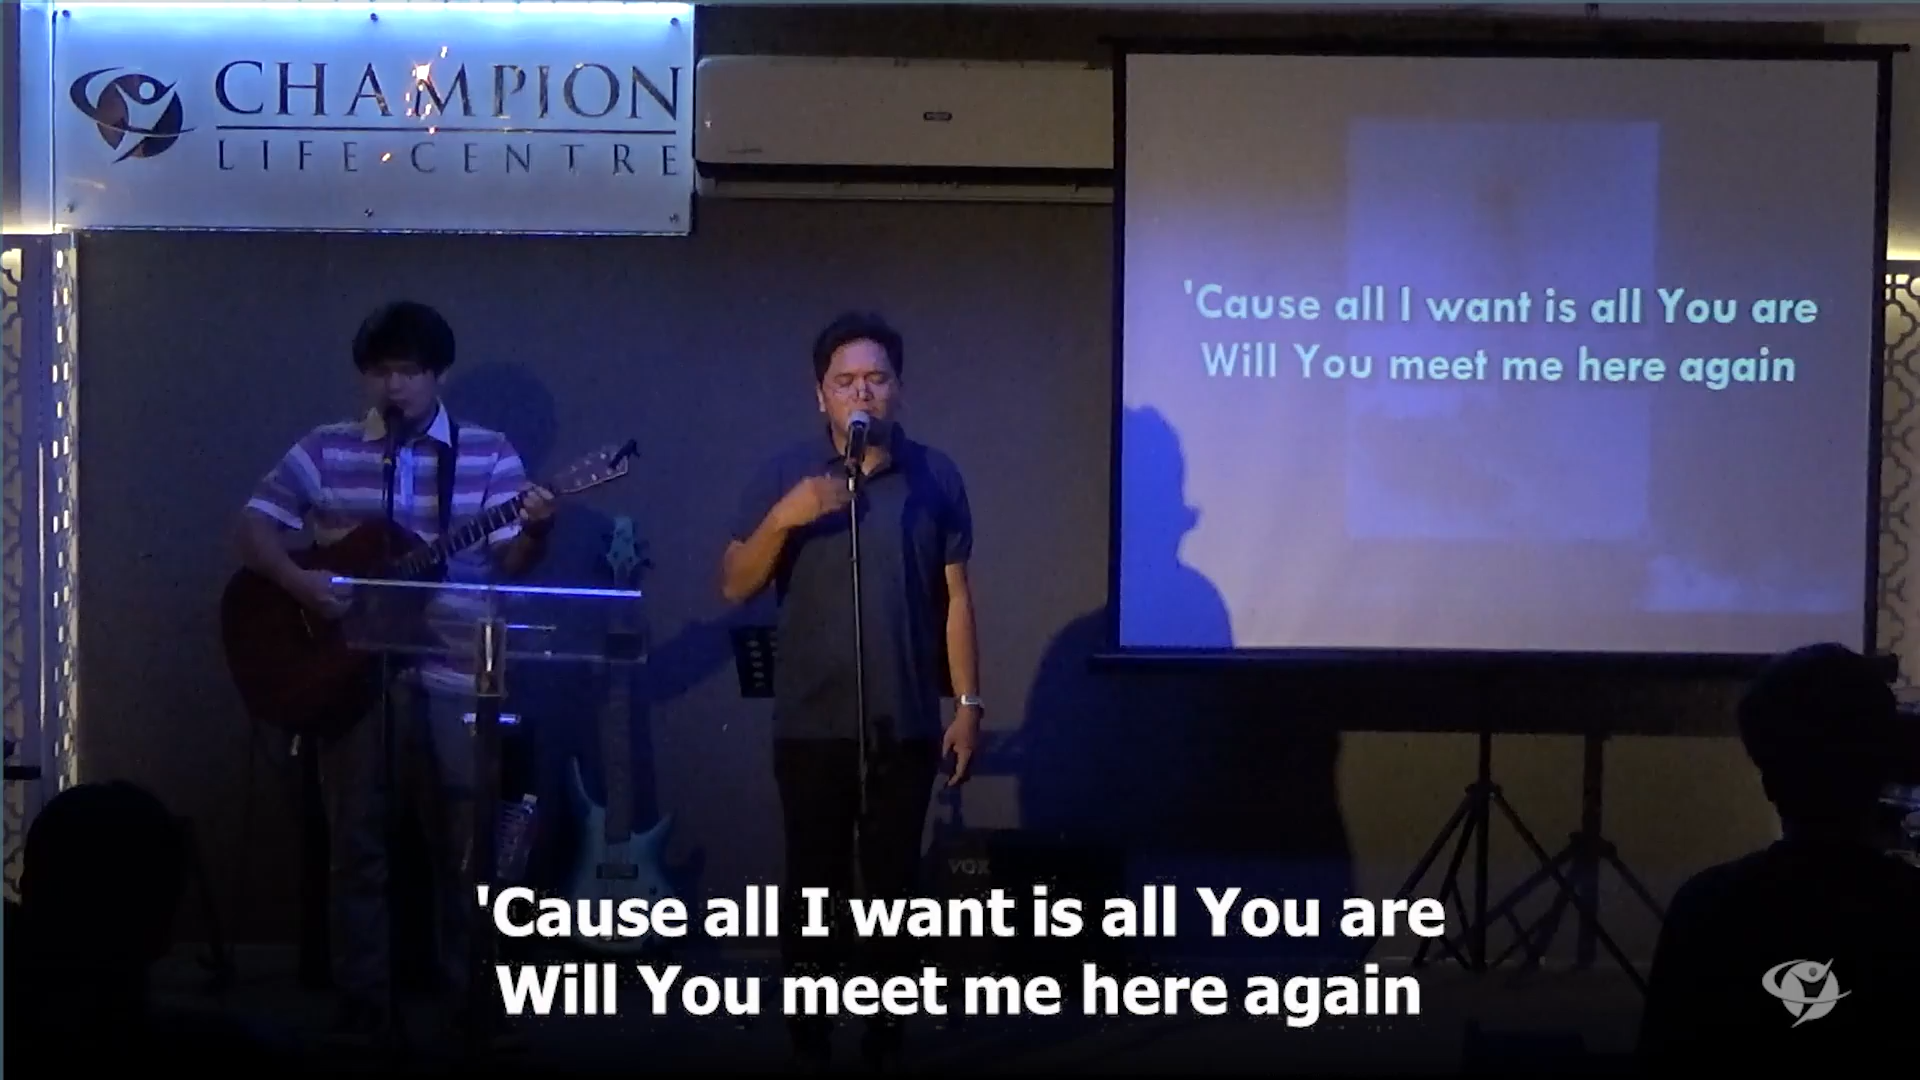 CHAMPION
LIFE CENTRE
'Cause all I want is all You are
Will You meet me here again
VOX
'Cause all I want is all You are
Will You meet me here again